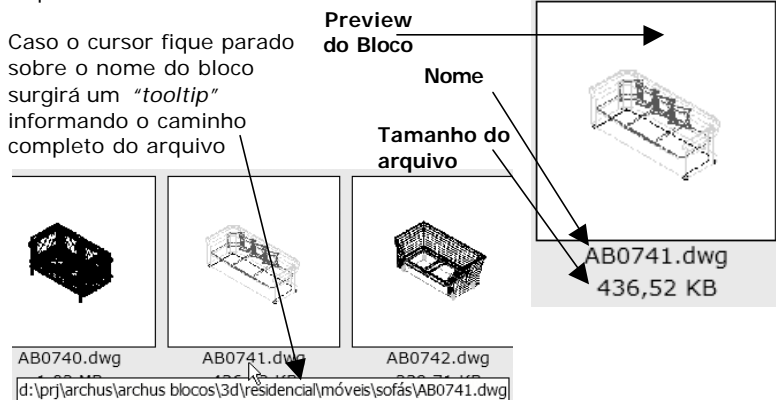 Caso o cursor fique parado
sobre o nome do bloco
surgirá um "tooltip"
informando o caminho
completo do arquivo
Preview
do Bloco
Nome
Tamanho do
arquivo
AB0741.dwg
436,52 KB
AB0740.dwg
AB0741.dwg
AB0742.dwg
d:\prj\archus\archus blocos\3d\residencial\móveis\sofás\AB0741.dwg